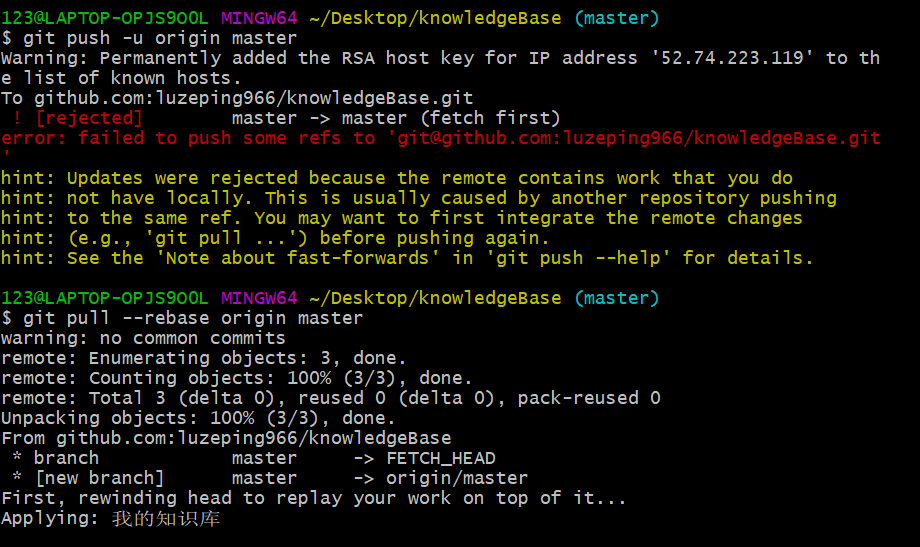 123@LAPTOP-OPJS9O0L MINGW64 ~/Desktop/knowledgeBase (master)
$ git push -u origin master
Warning: Permanently added the RSA host key for IP address '52.74.223.119' to th
e list of known hosts.
To github.com:luzeping966/knowledgeBase.git
 ! [rejected]        master -> master (fetch first)
error: failed to push some refs to 'git@github.com:luzeping966/knowledgeBase.git
'
hint: Updates were rejected because the remote contains work that you do
hint: not have locally. This is usually caused by another repository pushing
hint: to the same ref. You may want to first integrate the remote changes
hint: (e.g., 'git pull ...') before pushing again.
hint: See the 'Note about fast-forwards' in 'git push --help' for details.
123@LAPTOP-OPJS9O0L MINGW64 ~/Desktop/knowledgeBase (master)
$ git pull --rebase origin master
warning: no common commits
remote: Enumerating objects: 3, done.
remote: Counting objects: 100% (3/3), done.
remote: Total 3 (delta 0), reused 0 (delta 0), pack-reused 0
Unpacking objects: 100% (3/3), done.
From github.com:luzeping966/knowledgeBase
 * branch            master     -> FETCH_HEAD
 * [new branch]      master     -> origin/master
First, rewinding head to replay your work on top of it...
Applying: 我的知识库